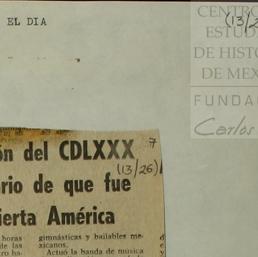 EL DIA
(13/2
CENTRO
ESTUD
DE HISTO
DE MEX
FUNDA
Carlos
7
ón del CDLXXX
(13/26)
rio de que fue
ierta América
horas
gimnásticas y bailables me-
xicanos.
Actuó la banda de música